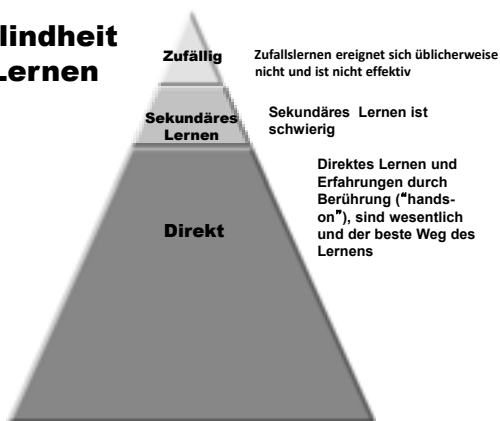 lindheit
Lernen
Zufällig
Zufallslernen ereignet sich üblicherweise
nicht und ist nicht effektiv
Sekundäres
Lernen
Sekundäres Lernen ist
schwierig
Direkt
Direktes Lernen und
Erfahrungen durch
Berührung (“hands-
on”), sind wesentlich
und der beste Weg des
Lernens